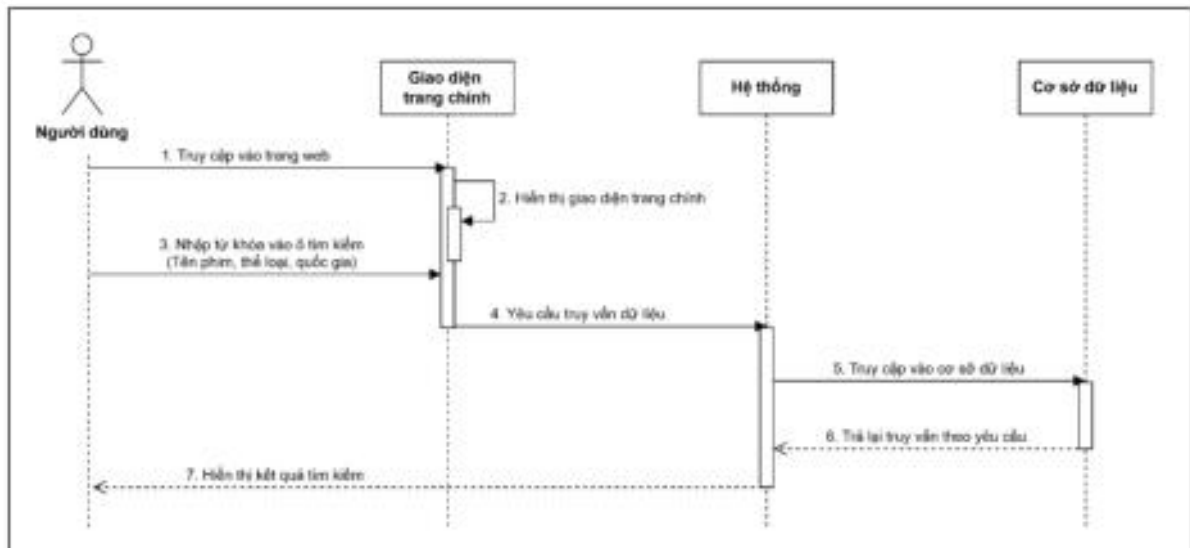 Người dùng
Giao diện
trang chính
Hệ thống
Cơ sở dữ liệu
1. Truy cập vào trang web
2. Hiển thị giao diện trang chính
3. Nhập từ khóa vào ô tìm kiếm
(Tên phim, thể loại, quốc gia)
4. Yêu cầu truy vấn dữ liệu
5. Truy cập vào cơ sở dữ liệu
6. Trả lại truy vấn theo yêu cầu
7. Hiển thị kết quả tìm kiếm